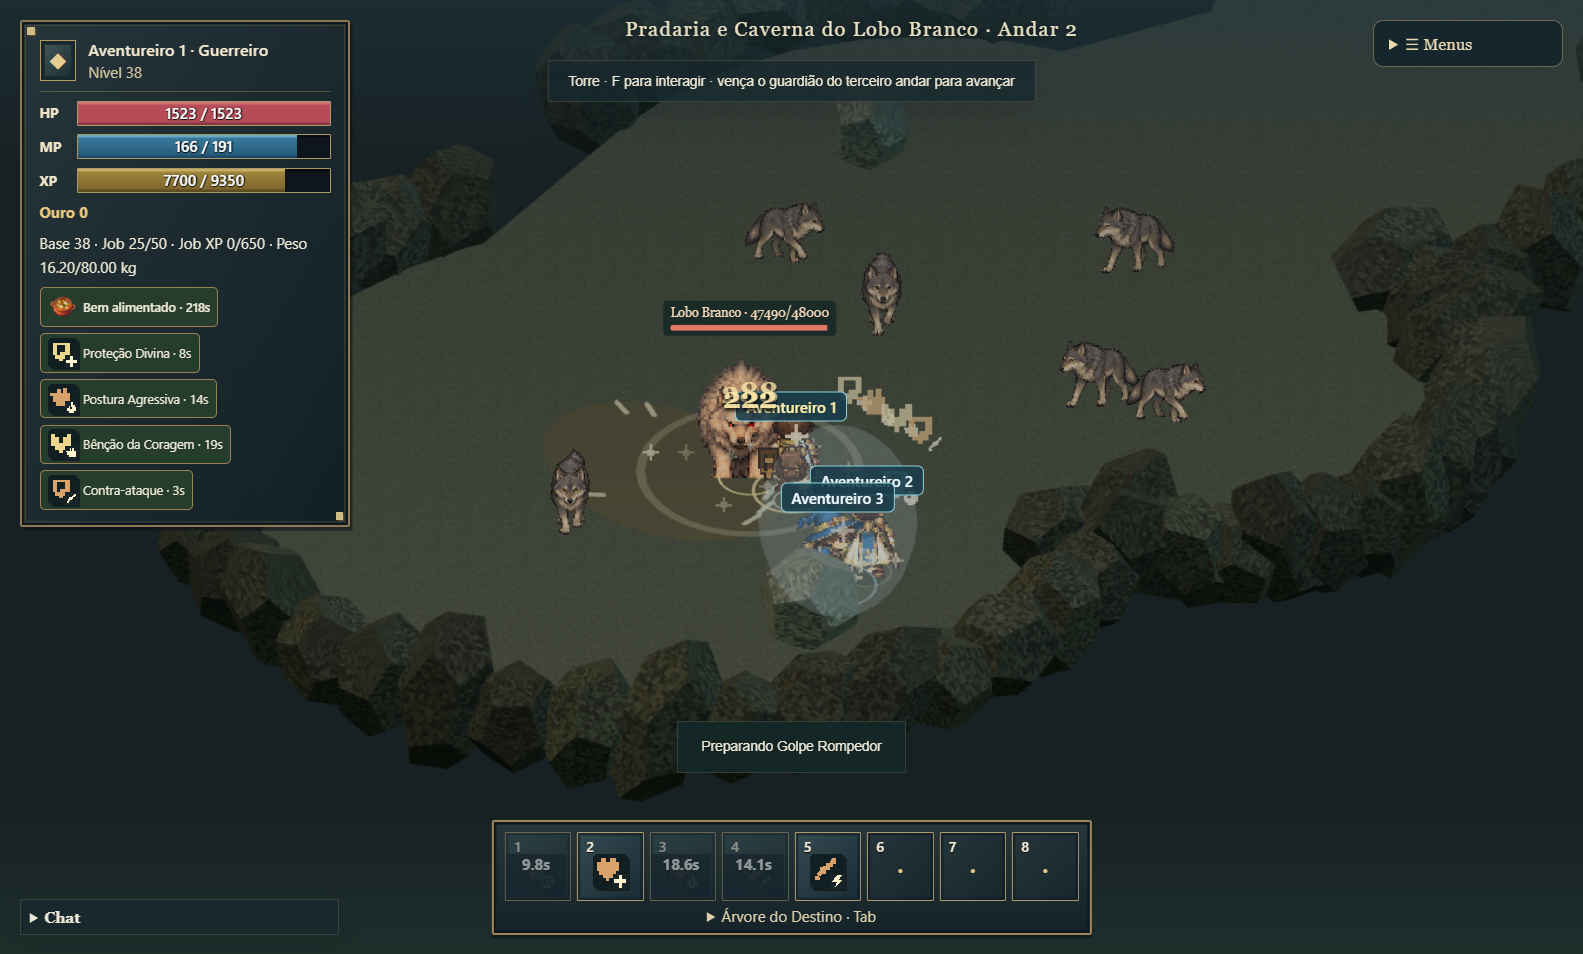 Aventureiro 1 · Guerreiro
Nível 38
HP 1523 / 1523
MP 166 / 191
XP 7700 / 9350
Ouro 0
Base 38 · Job 25/50 · Job XP 0/650 · Peso
16.20/80.00 kg
Bem alimentado · 218s
Proteção Divina · 8s
Postura Agressiva · 14s
Bênção da Coragem · 19s
Contra-ataque · 3s
Pradaria e Caverna do Lobo Branco · Andar 2
Torre · F para interagir · vença o guardião do terceiro andar para avançar
▶ ☰ Menus
Lobo Branco · 47490/48000
Aventureiro 1
Aventureiro 2
Aventureiro 3
Preparando Golpe Rompedor
1 2 3 4 5 6 7 8
9.8s 18.6s 14.1s
▶ Árvore do Destino · Tab
▶ Chat